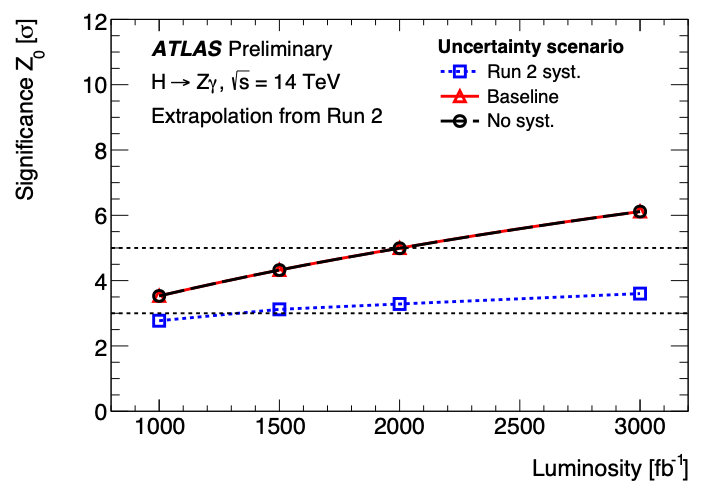 Significance Z₀ [σ]
12
10
8
6
4
2
0
ATLAS Preliminary
H → Zγ, √s = 14 TeV
Extrapolation from Run 2
Uncertainty scenario
Run 2 syst.
Baseline
No syst.
1000 1500 2000 2500 3000
Luminosity [fb⁻¹]